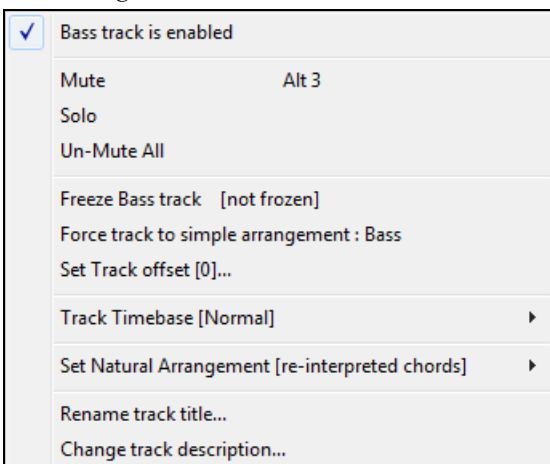 Bass track is enabled
Mute Alt 3
Solo
Un-Mute All
Freeze Bass track [not frozen]
Force track to simple arrangement : Bass
Set Track offset [0]...
Track Timebase [Normal]
Set Natural Arrangement [re-interpreted chords]
Rename track title...
Change track description...